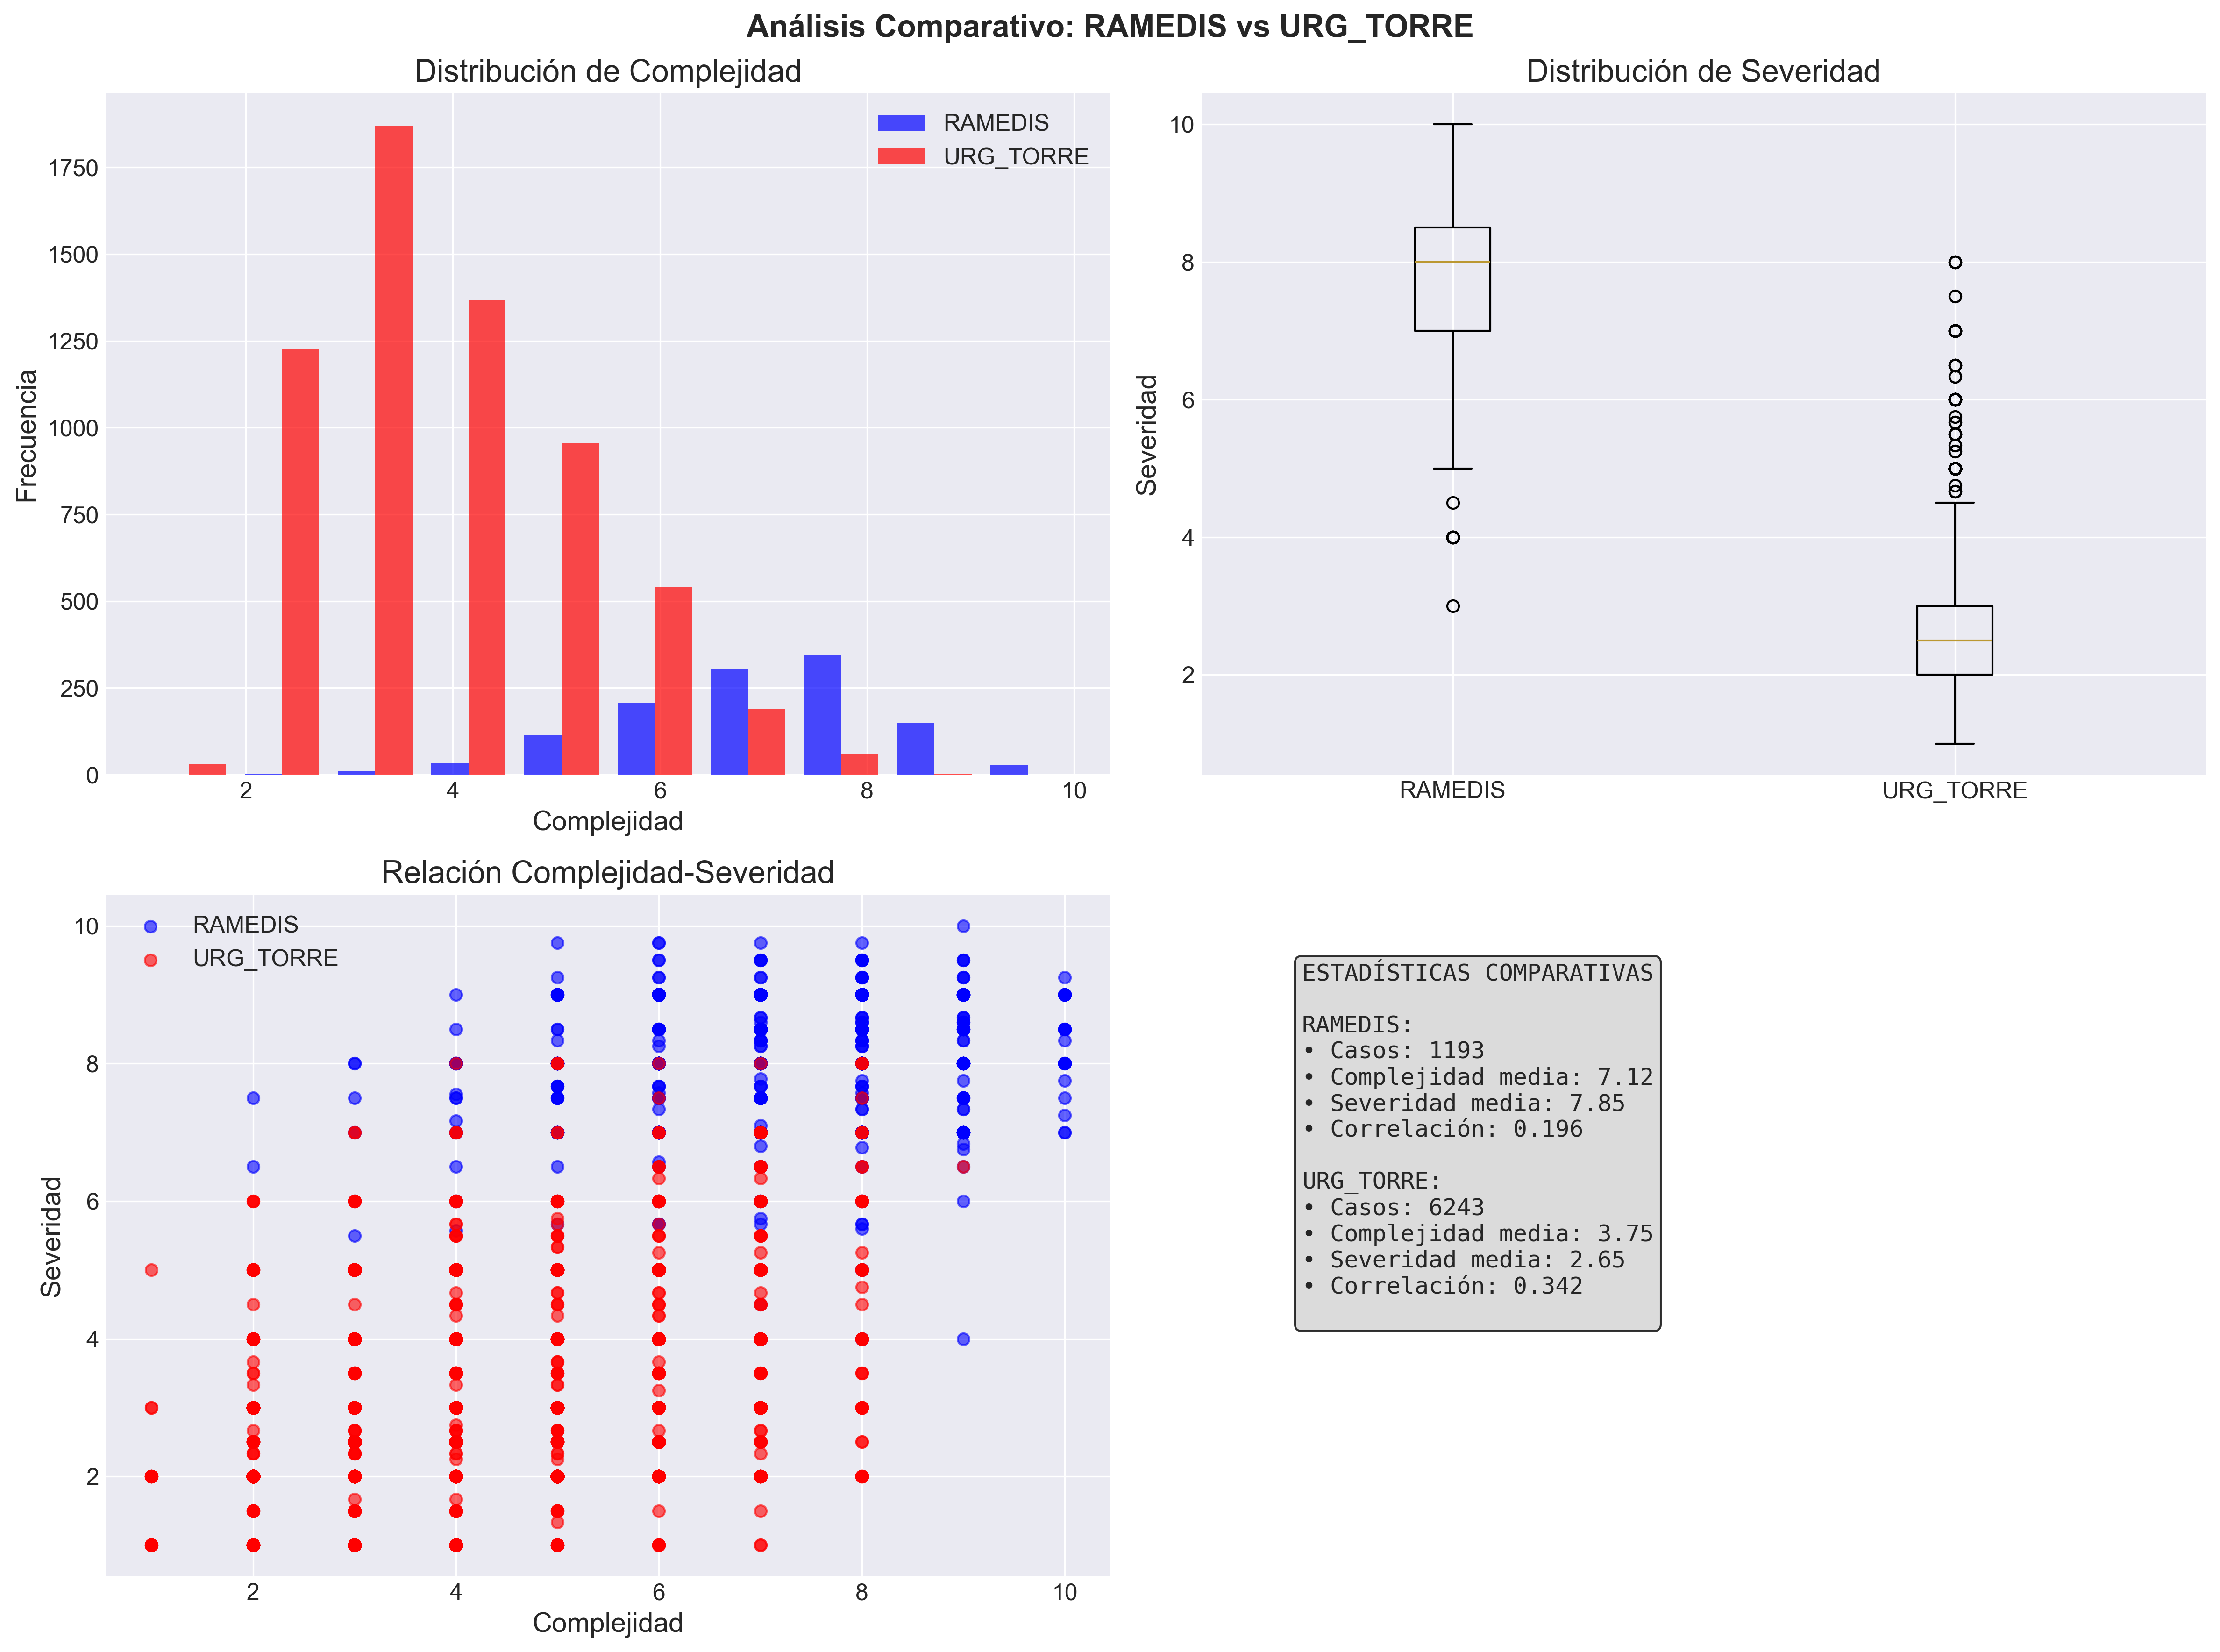 Análisis Comparativo: RAMEDIS vs URG_TORRE
Distribución de Complejidad
RAMEDIS
URG_TORRE
1750
1500
1250
1000
750
500
250
0
Frecuencia
2 4 6 8 10
Complejidad
Distribución de Severidad
10
8
6
4
2
Severidad
RAMEDIS URG_TORRE
Relación Complejidad-Severidad
RAMEDIS
URG_TORRE
10
8
6
4
2
Severidad
2 4 6 8 10
Complejidad
ESTADÍSTICAS COMPARATIVAS
RAMEDIS:
• Casos: 1193
• Complejidad media: 7.12
• Severidad media: 7.85
• Correlación: 0.196
URG_TORRE:
• Casos: 6243
• Complejidad media: 3.75
• Severidad media: 2.65
• Correlación: 0.342